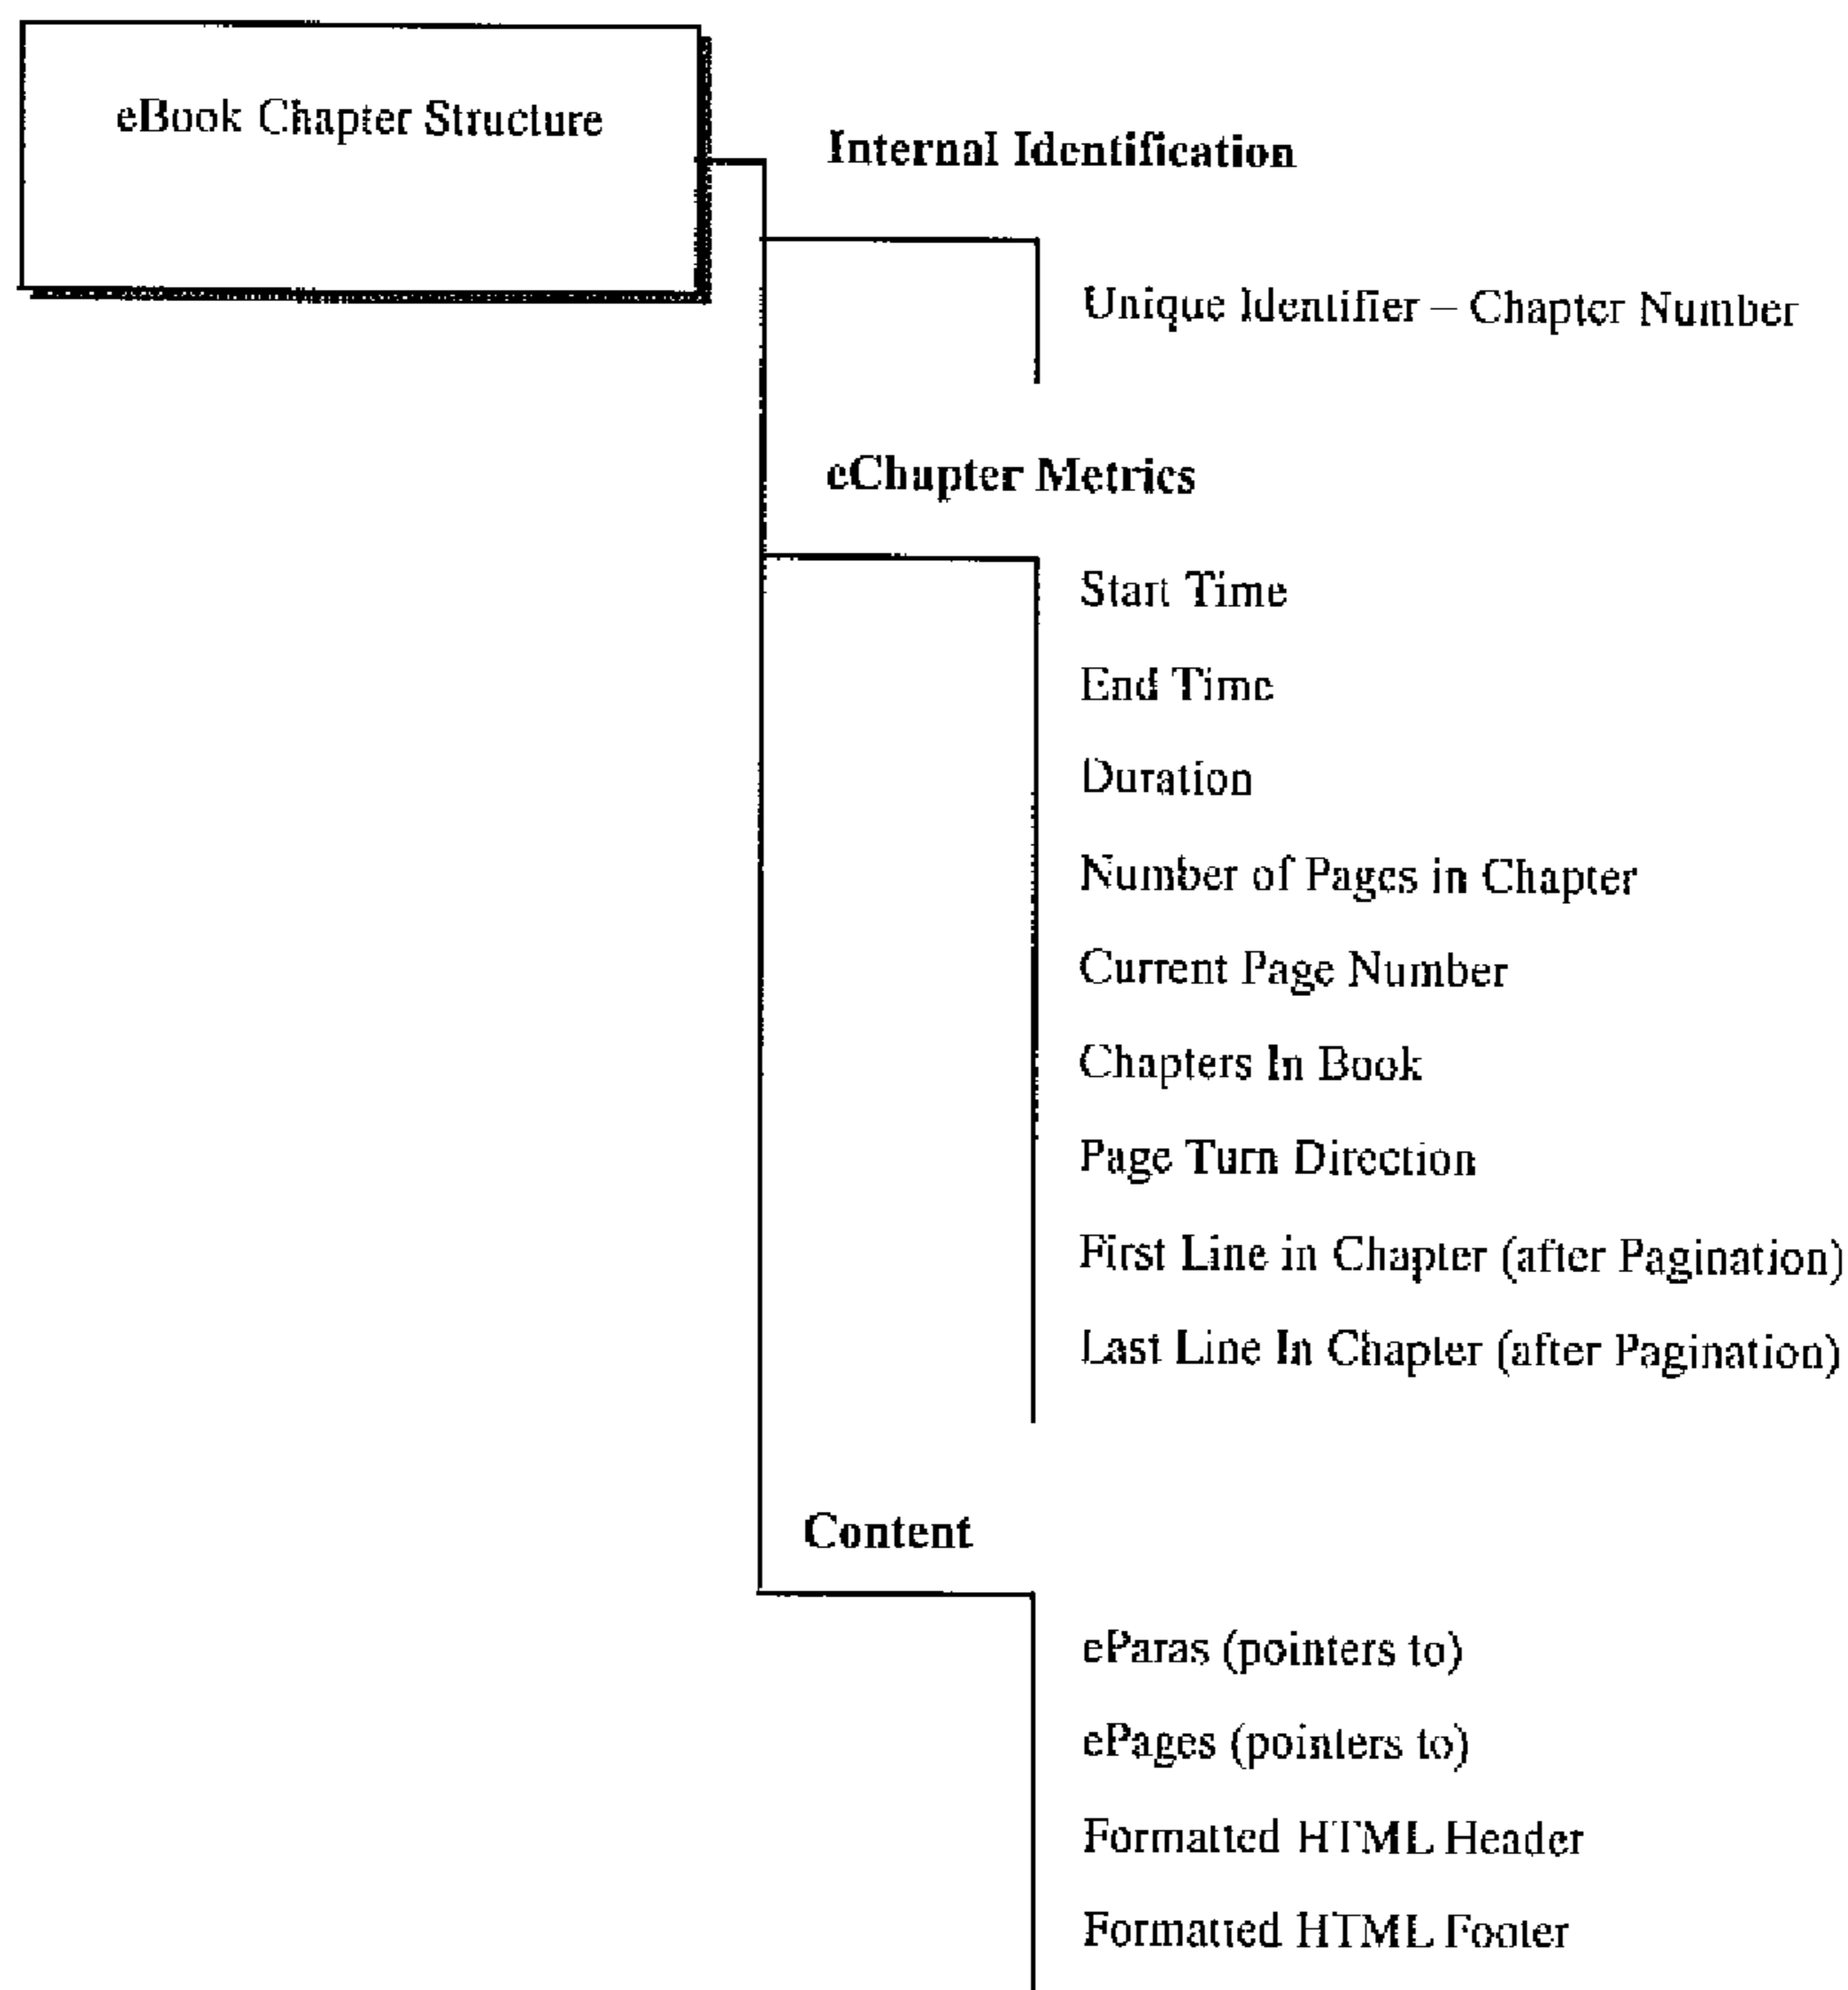 eBook Chapter Structure
Internal Identification
Unique Identifier – Chapter Number
eChapter Metrics
Start Time
End Time
Duration
Number of Pages in Chapter
Current Page Number
Chapters In Book
Page Turn Direction
First Line in Chapter (after Pagination)
Last Line In Chapter (after Pagination)
Content
eParas (pointers to)
ePages (pointers to)
Formatted HTML Header
Formatted HTML Footer